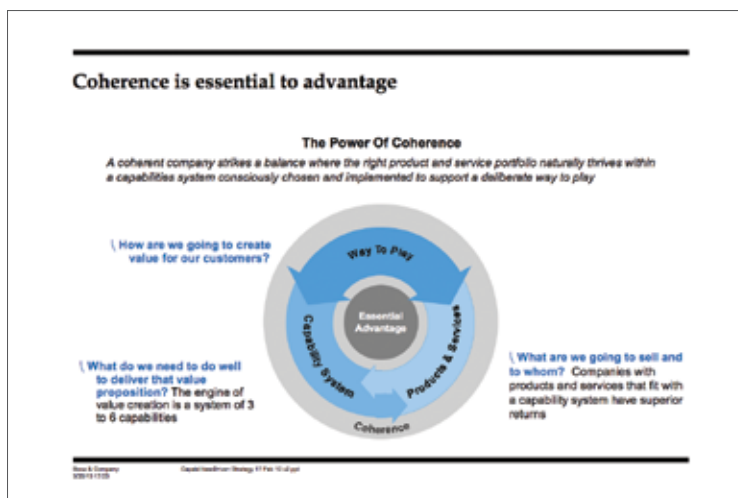 Coherence is essential to advantage
The Power Of Coherence
A coherent company strikes a balance where the right product and service portfolio naturally thrives within
a capabilities system consciously chosen and implemented to support a deliberate way to play
\ How are we going to create
value for our customers?
Way To Play
Essential
Advantage
Capability System
Products & Services
Coherence
\ What do we need to do well
to deliver that value
proposition? The engine of
value creation is a system of 3
to 6 capabilities
\ What are we going to sell and
to whom? Companies with
products and services that fit with
a capability system have superior
returns
Booz & Company